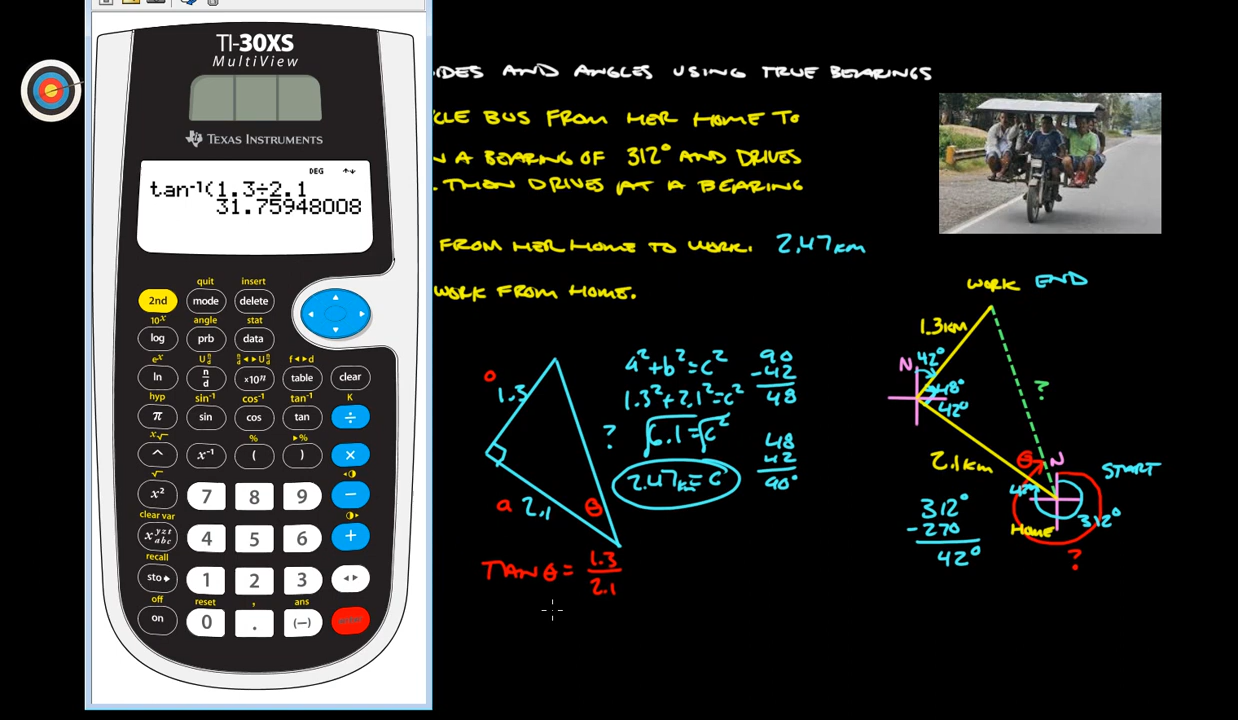 TI-30XS
MultiView
TEXAS INSTRUMENTS
DEG
tan⁻¹(1.3÷2.1
31.75948008
quit insert
2nd mode delete
10ˣ angle stat
log prb data
eˣ
ln n/d ×10ⁿ table clear
hyp sin⁻¹ cos⁻¹ tan⁻¹ K
π sin cos tan ÷
ˣ√ % ▸%
^ x⁻¹ ( ) ×
√
x² 7 8 9 −
clear var
x yzt abc 4 5 6 +
recall
sto▸ 1 2 3 ◂▸
off reset , ans
on 0 . (−) enter
IDES AND ANGLES USING TRUE BEARINGS
CLE BUS FROM HER HOME TO
N A BEARING OF 312° AND DRIVES
. THEN DRIVES AT A BEARING
FROM HER HOME TO WORK. 2.47km
WORK FROM HOME.
o
1.3
?
a 2.1
θ
a²+b²=c²
1.3²+2.1²=c²
√6.1=√c²
2.47km=c
90
-42
48
48
42
90°
TAN θ = 1.3
2.1
WORK END
1.3KM
N 42°
48°
42°
?
2.1KM
θ N START
42°
HOME 312°
?
312°
-270
42°